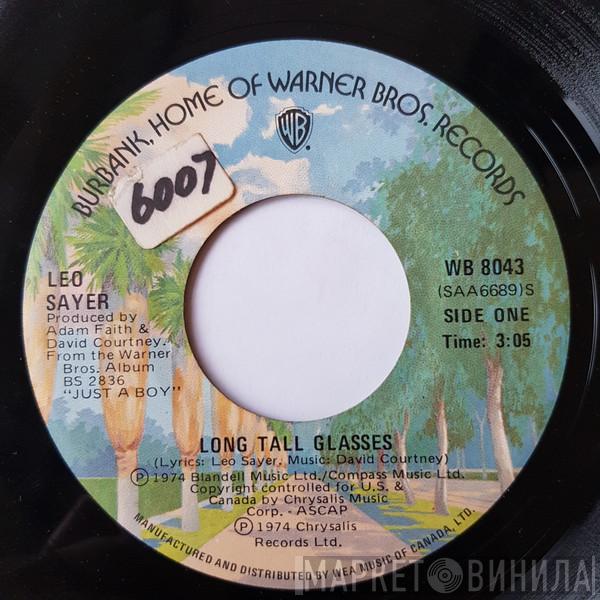 BURBANK, HOME OF WARNER BROS. RECORDS
WB
6007
LEO
SAYER
Produced by
Adam Faith &
David Courtney.
From the Warner
Bros. Album
BS 2836
"JUST A BOY"
WB 8043
(SAA6689)S
SIDE ONE
Time: 3:05
LONG TALL GLASSES
(Lyrics: Leo Sayer. Music: David Courtney)
Ⓟ1974 Blandell Music Ltd./Compass Music Ltd.
Copyright controlled for U.S. &
Canada by Chrysalis Music
Corp. - ASCAP
Ⓟ1974 Chrysalis
Records Ltd.
MANUFACTURED AND DISTRIBUTED BY WEA MUSIC OF CANADA, LTD.
МАРКЕТ ВИНИЛА